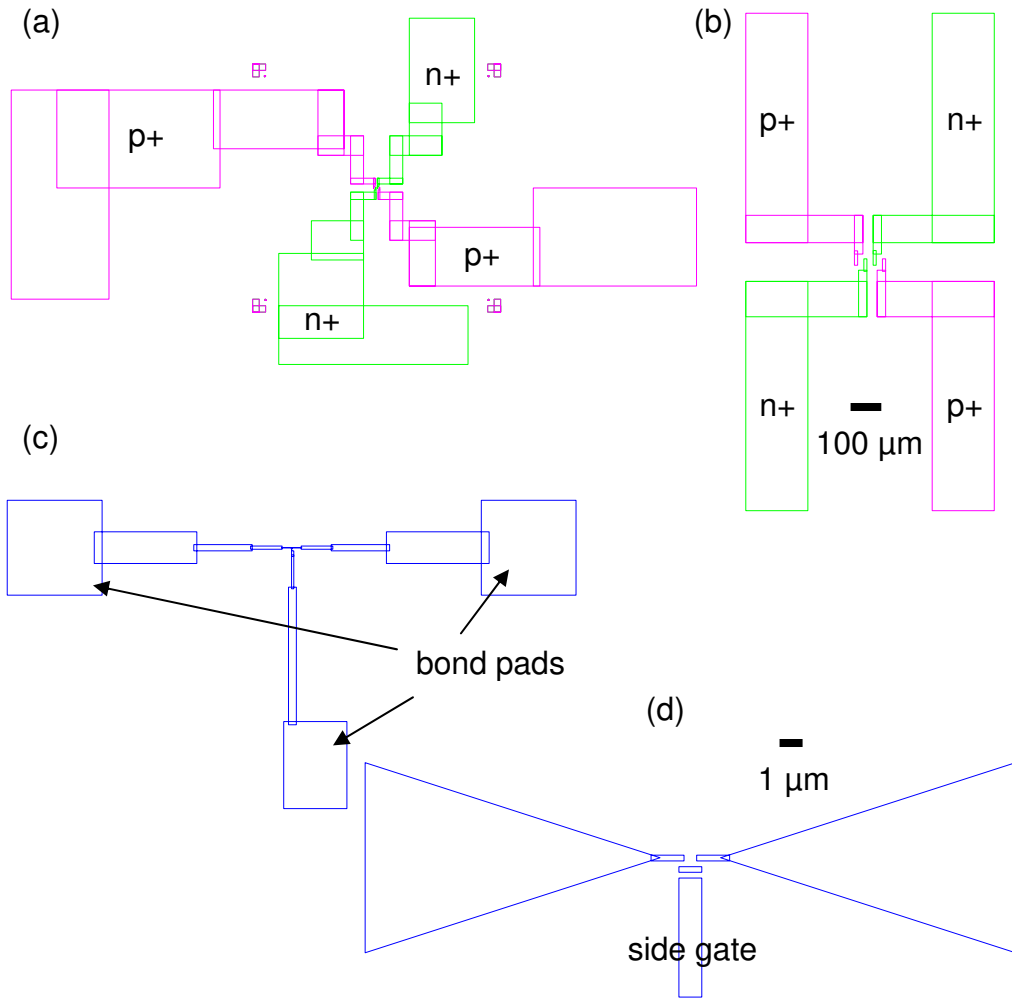 (a)
n+
p+
p+
n+
(b)
p+
n+
n+
p+
100 µm
(c)
bond pads
(d)
1 µm
side gate